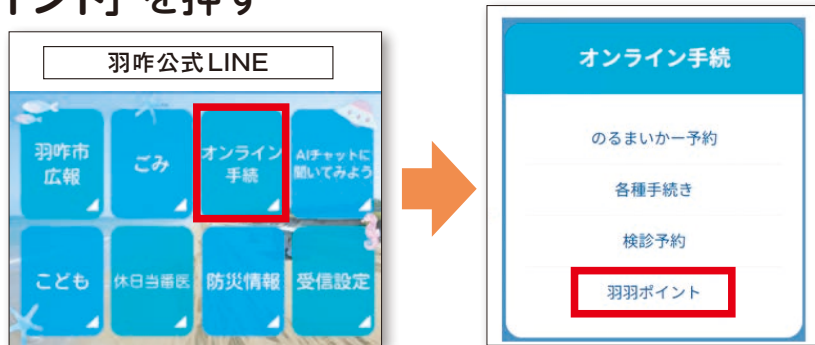 イント」を押す
羽咋公式LINE
羽咋市
広報
ごみ
オンライン
手続
AIチャットに
聞いてみよう
こども
休日当番医
防災情報
受信設定
オンライン手続
のるまいかー予約
各種手続き
検診予約
羽羽ポイント